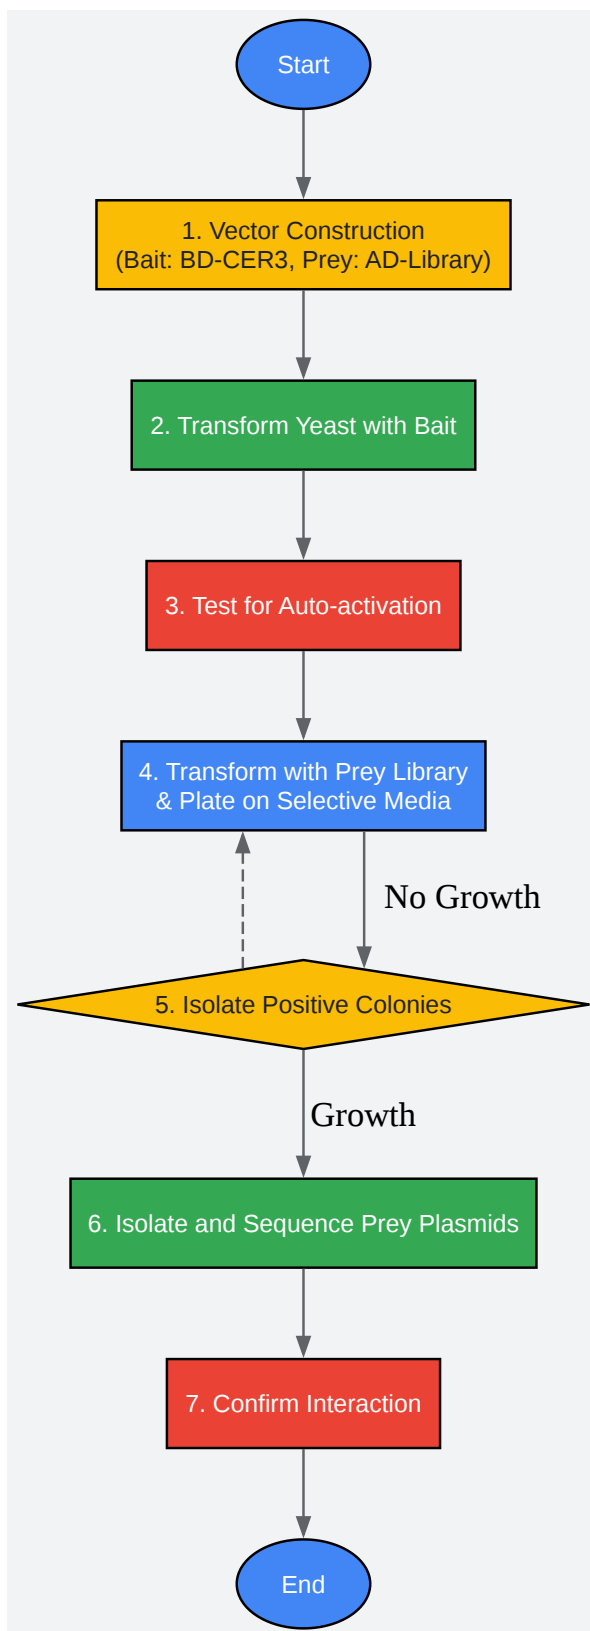 Start
1. Vector Construction
(Bait: BD-CER3, Prey: AD-Library)
2. Transform Yeast with Bait
3. Test for Auto-activation
4. Transform with Prey Library
& Plate on Selective Media
No Growth
5. Isolate Positive Colonies
Growth
6. Isolate and Sequence Prey Plasmids
7. Confirm Interaction
End